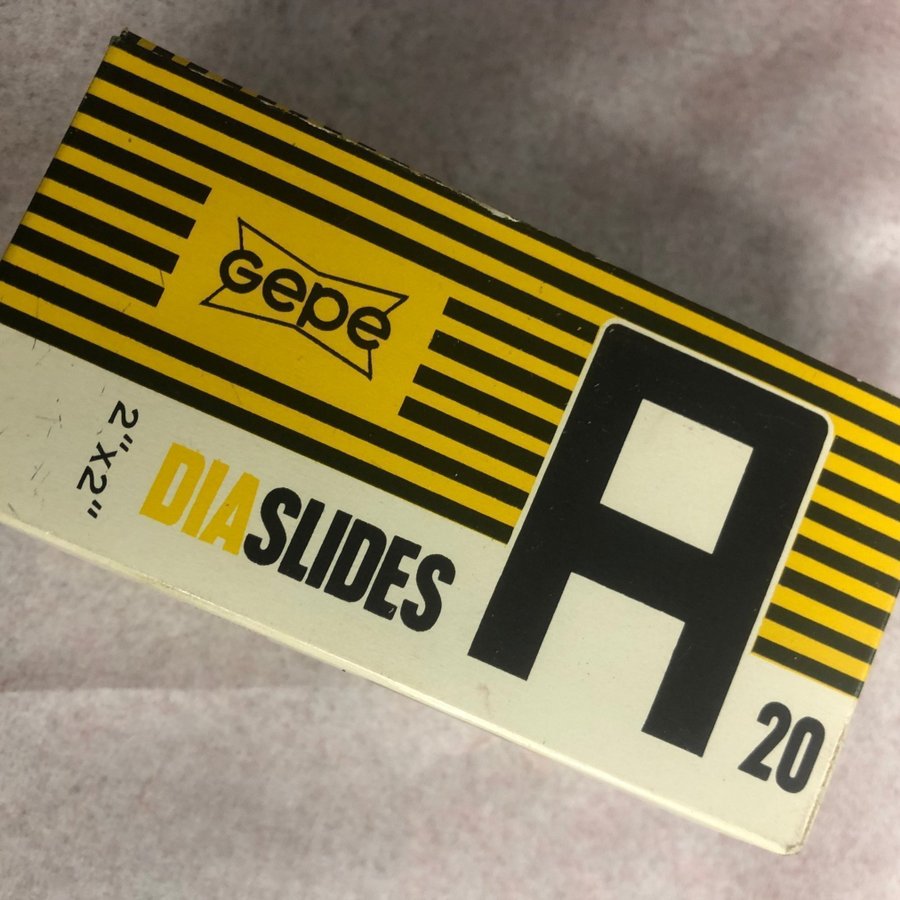 Gepe
2"X2"
DIASLIDES
A
20